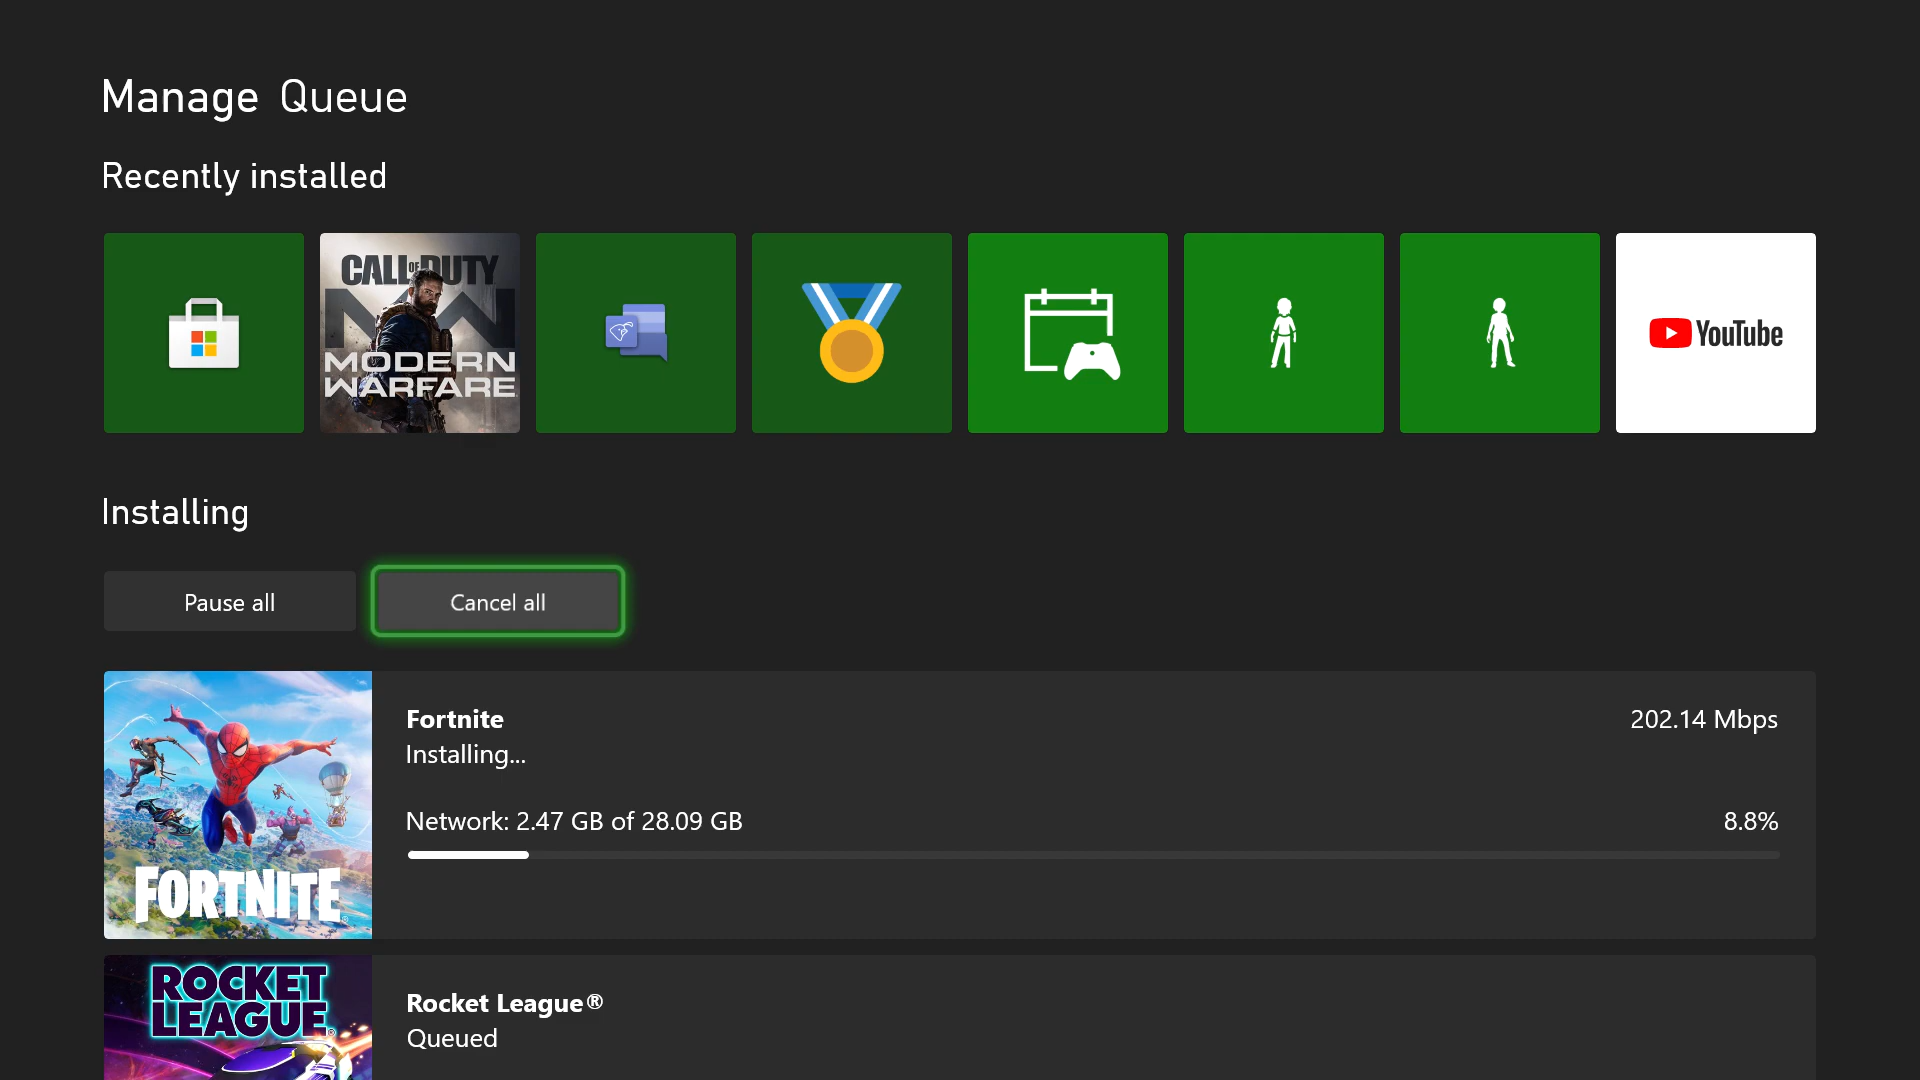 Manage Queue
Recently installed
CALL OF DUTY
MODERN
WARFARE
YouTube
Installing
Pause all
Cancel all
Fortnite
202.14 Mbps
Installing...
Network: 2.47 GB of 28.09 GB
8.8%
FORTNITE
ROCKET
LEAGUE
Rocket League®
Queued